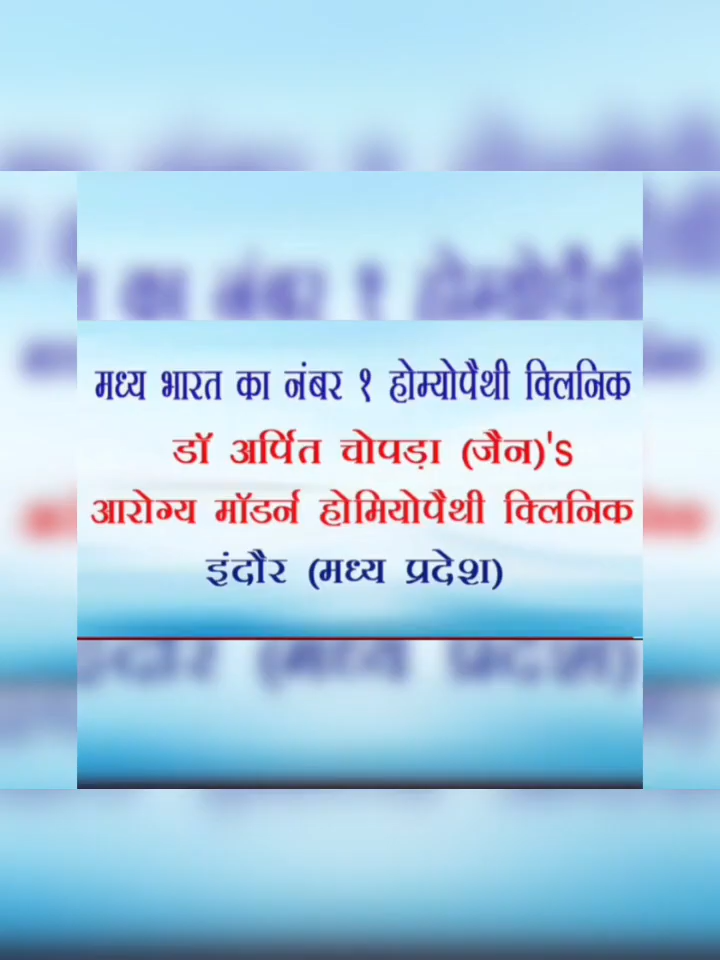 मध्य भारत का नंबर १ होम्योपैथी क्लिनिक
डॉ अर्पित चोपड़ा (जैन)'s
आरोग्य मॉडर्न होमियोपैथी क्लिनिक
इंदौर (मध्य प्रदेश)